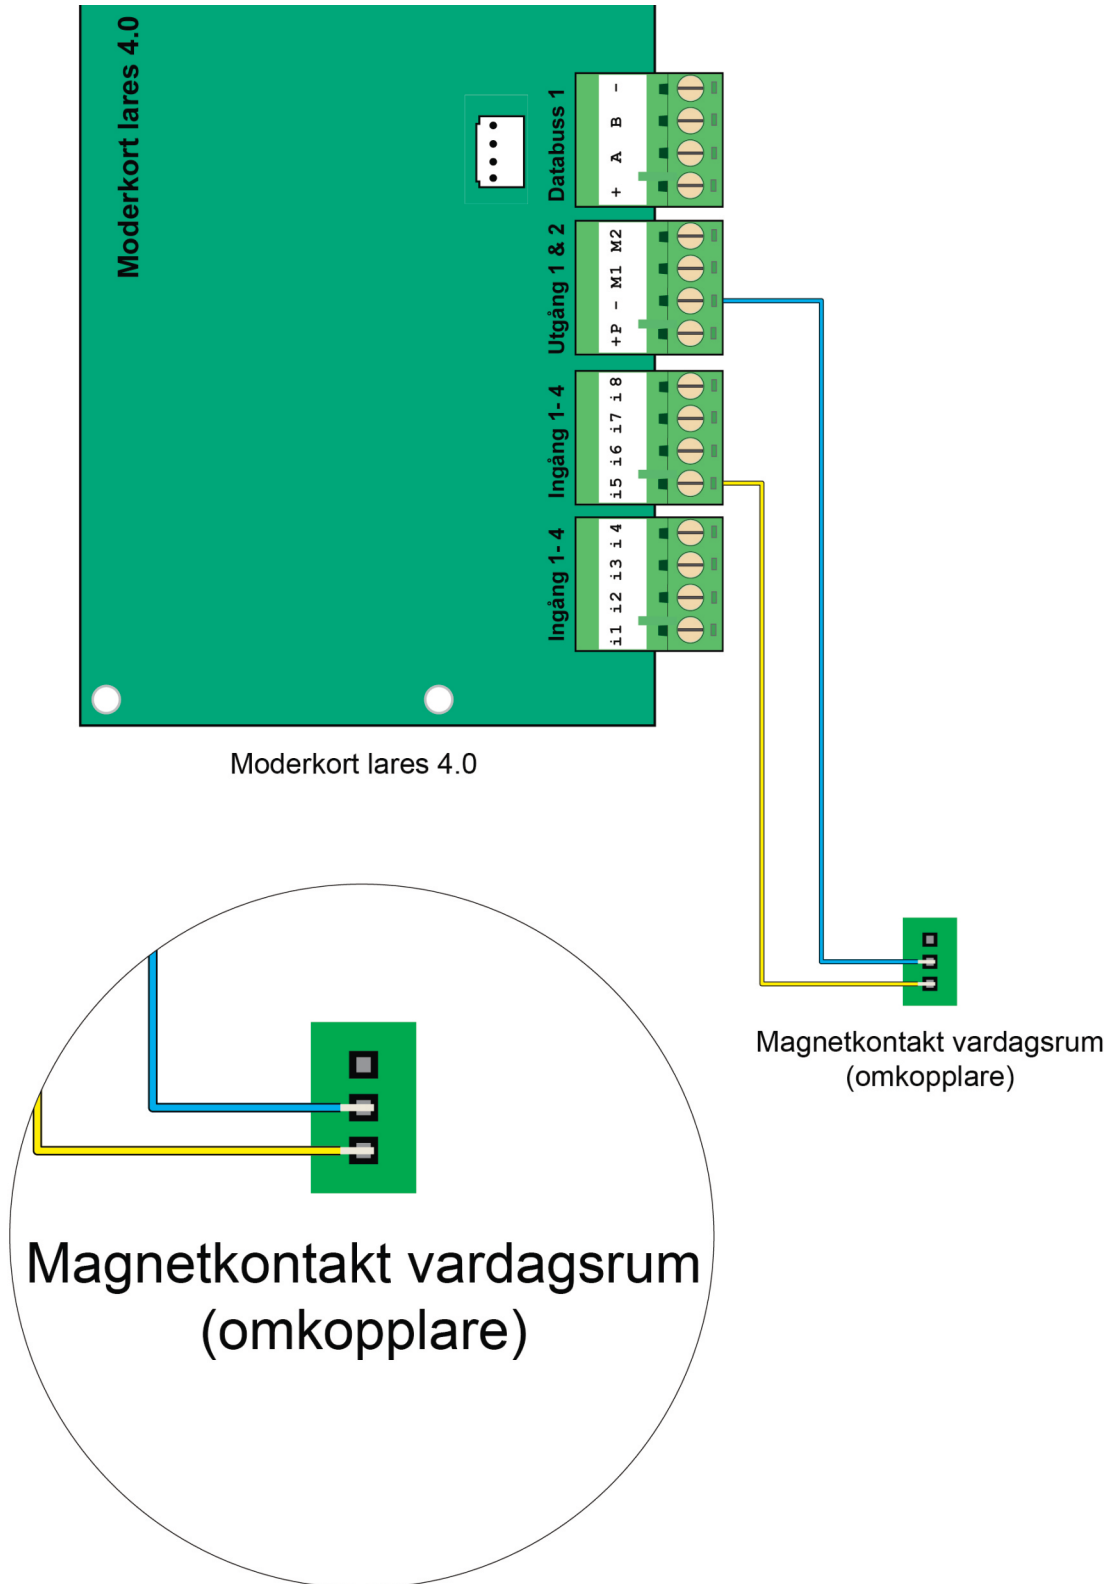 Moderkort lares 4.0
Databuss 1
+ A B -
Utgång 1 & 2
+P - M1 M2
Ingång 1- 4
i5 i6 i7 i8
Ingång 1- 4
i1 i2 i3 i4
Moderkort lares 4.0
Magnetkontakt vardagsrum
(omkopplare)
Magnetkontakt vardagsrum
(omkopplare)